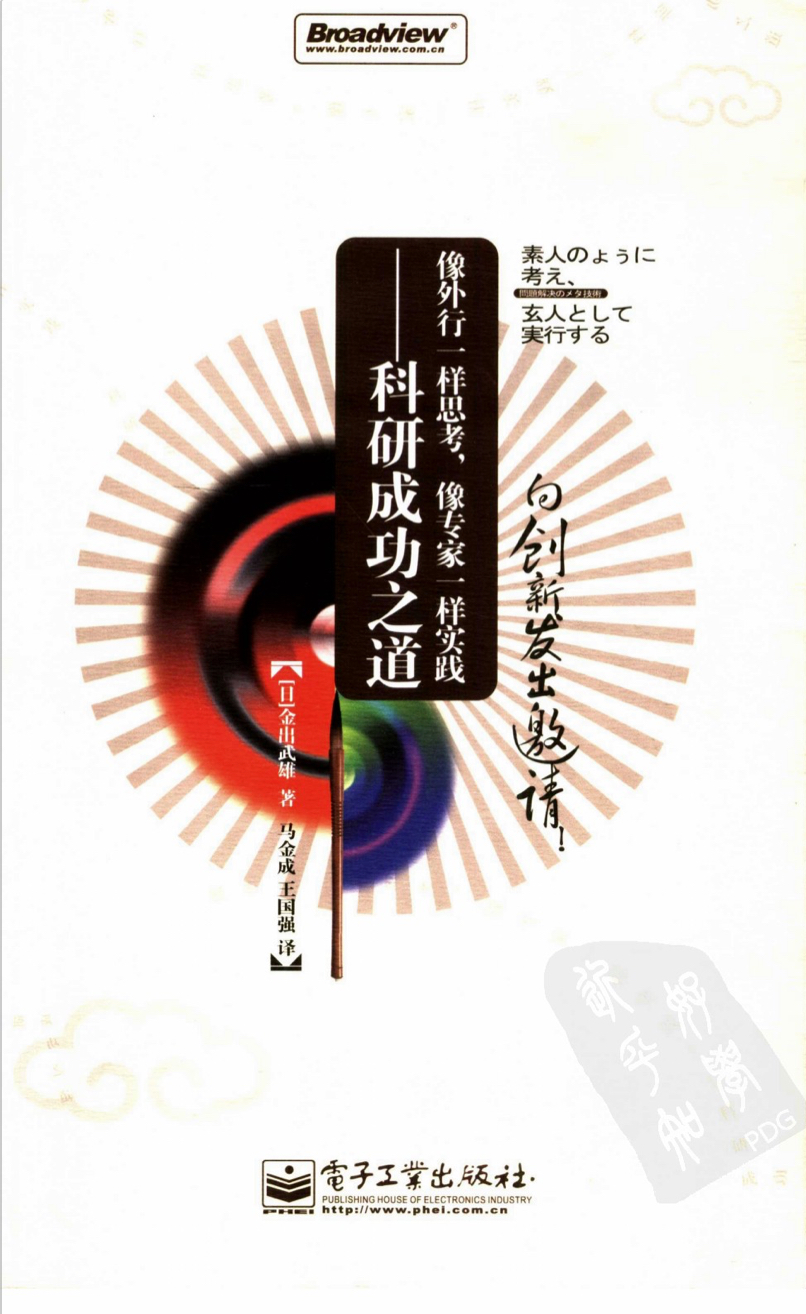 Broadview®
www.broadview.com.cn
像外行一样思考，像专家一样实践
——科研成功之道
素人のように
考え、
問題解決のメタ技術
玄人として
実行する
向创新发出邀请！
【[日]金出武雄 著 马金成 王国强 译】
好学
PDG
PHEI
電子工業出版社.
PUBLISHING HOUSE OF ELECTRONICS INDUSTRY
http://www.phei.com.cn